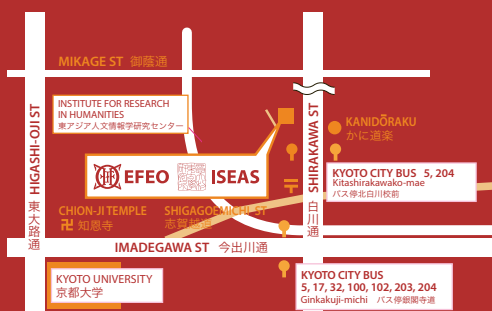 MIKAGE ST 御蔭通
INSTITUTE FOR RESEARCH
IN HUMANITIES
東アジア人文情報学研究センター
HIGASHI-OJI ST 東大路通
SHIRAKAWA ST 白川通
KANIDŌRAKU
かに道楽
EFEO ISEAS
KYOTO CITY BUS 5, 204
Kitashirakawako-mae
バス停北白川校前
CHION-JI TEMPLE
卍 知恩寺
SHIGAGOEMICHI ST
志賀越道
IMADEGAWA ST 今出川通
KYOTO UNIVERSITY
京都大学
KYOTO CITY BUS
5, 17, 32, 100, 102, 203, 204
Ginkakuji-michi バス停銀閣寺道